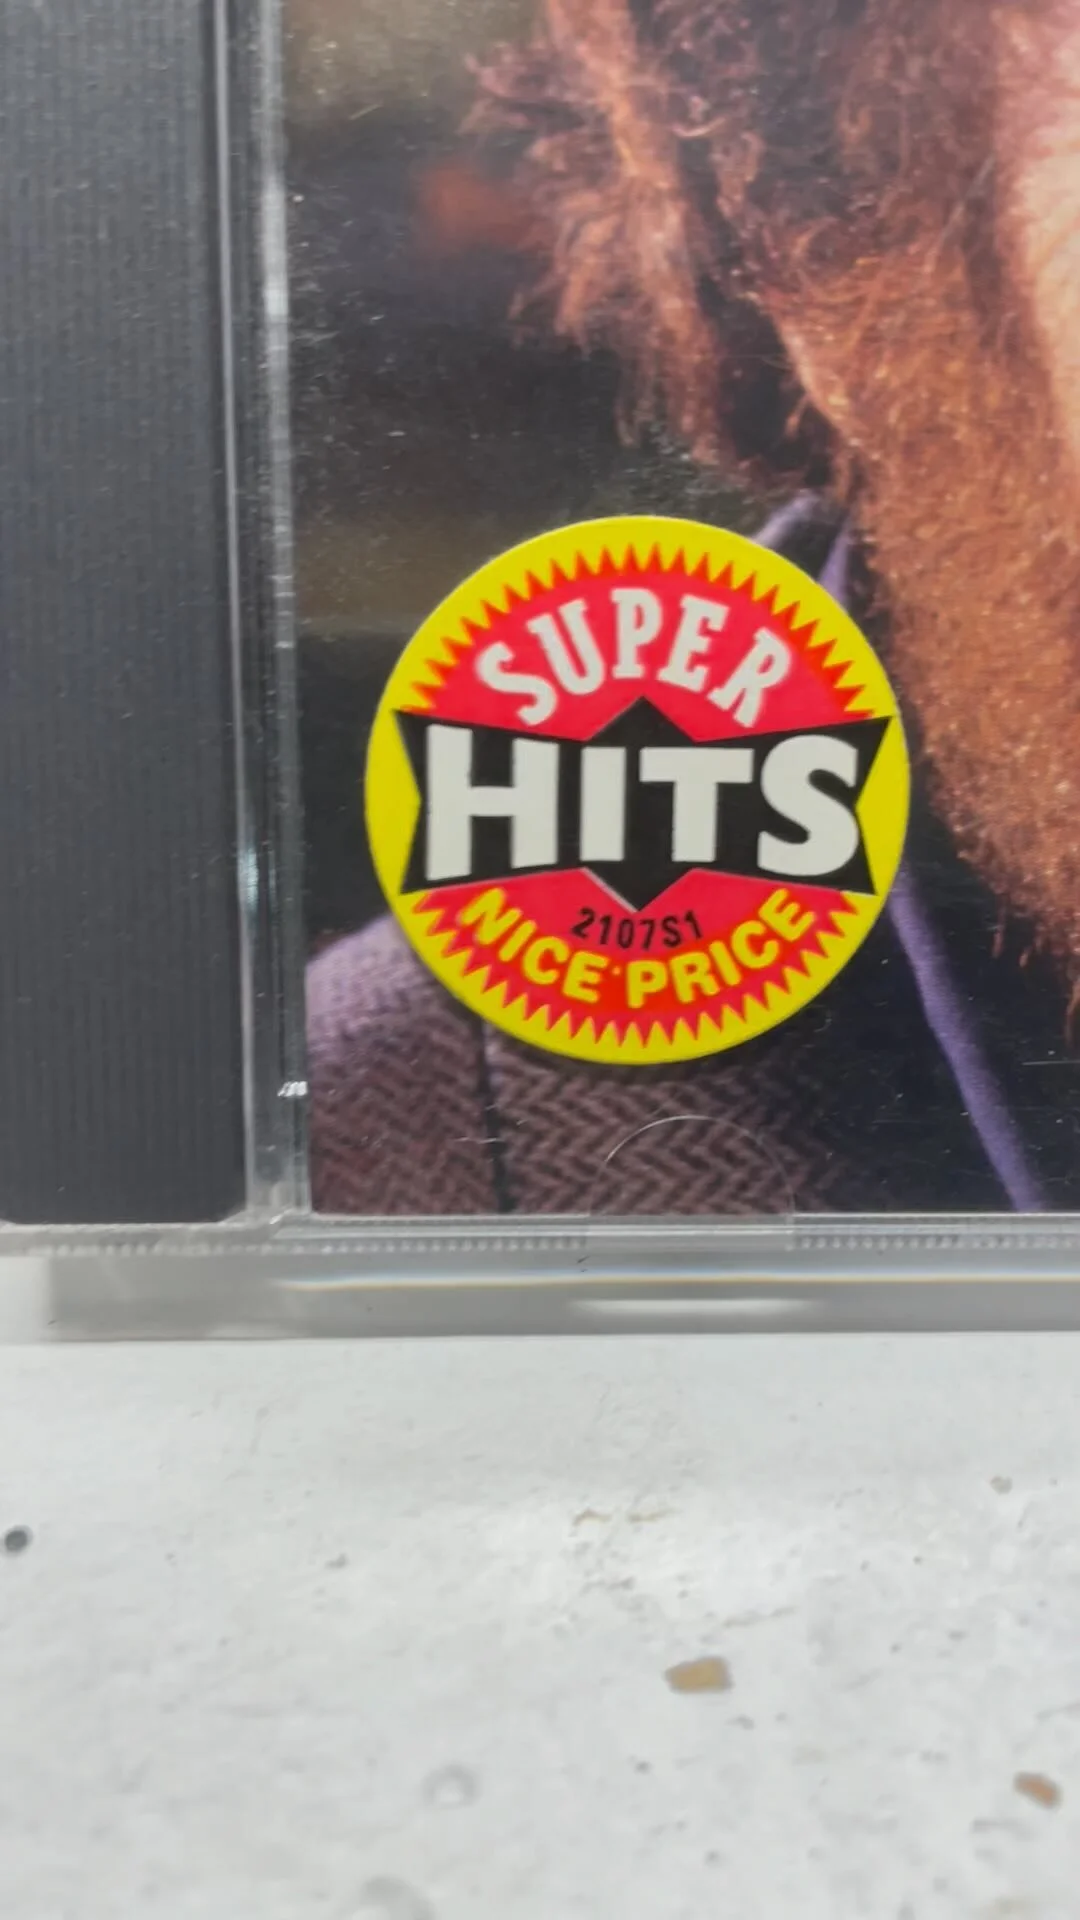 SUPER
HITS
2107S1
NICE·PRICE